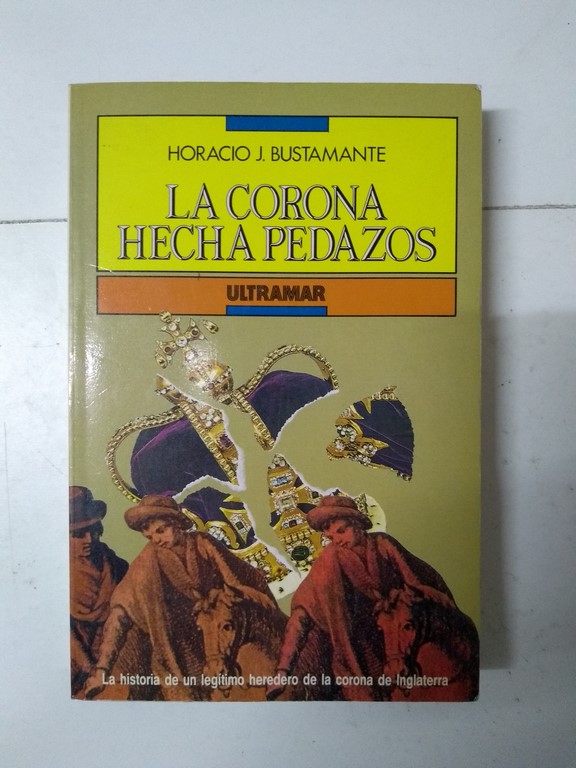 HORACIO J. BUSTAMANTE
LA CORONA
HECHA PEDAZOS
ULTRAMAR
La historia de un legítimo heredero de la corona de Inglaterra